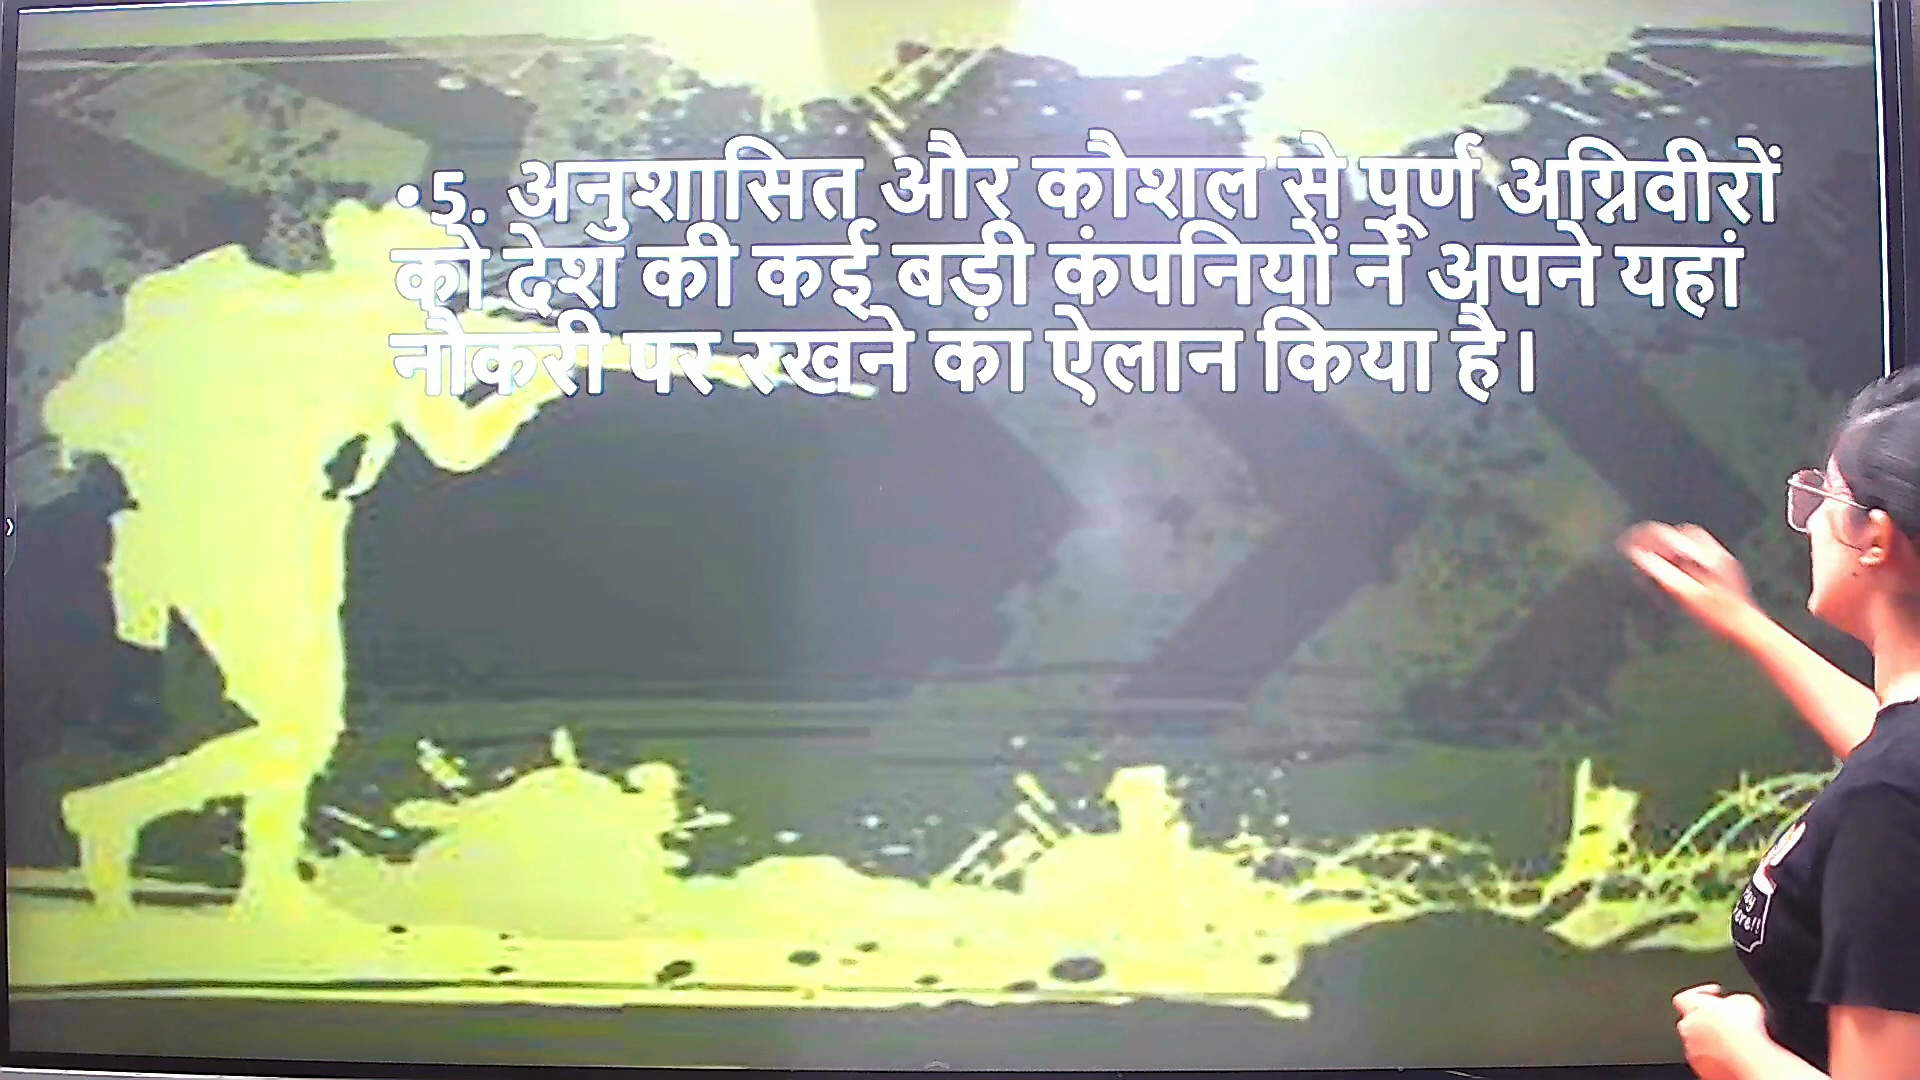 •5. अनुशासित और कौशल से पूर्ण अग्निवीरों
को देश की कई बड़ी कंपनियों ने अपने यहां
नौकरी पर रखने का ऐलान किया है।